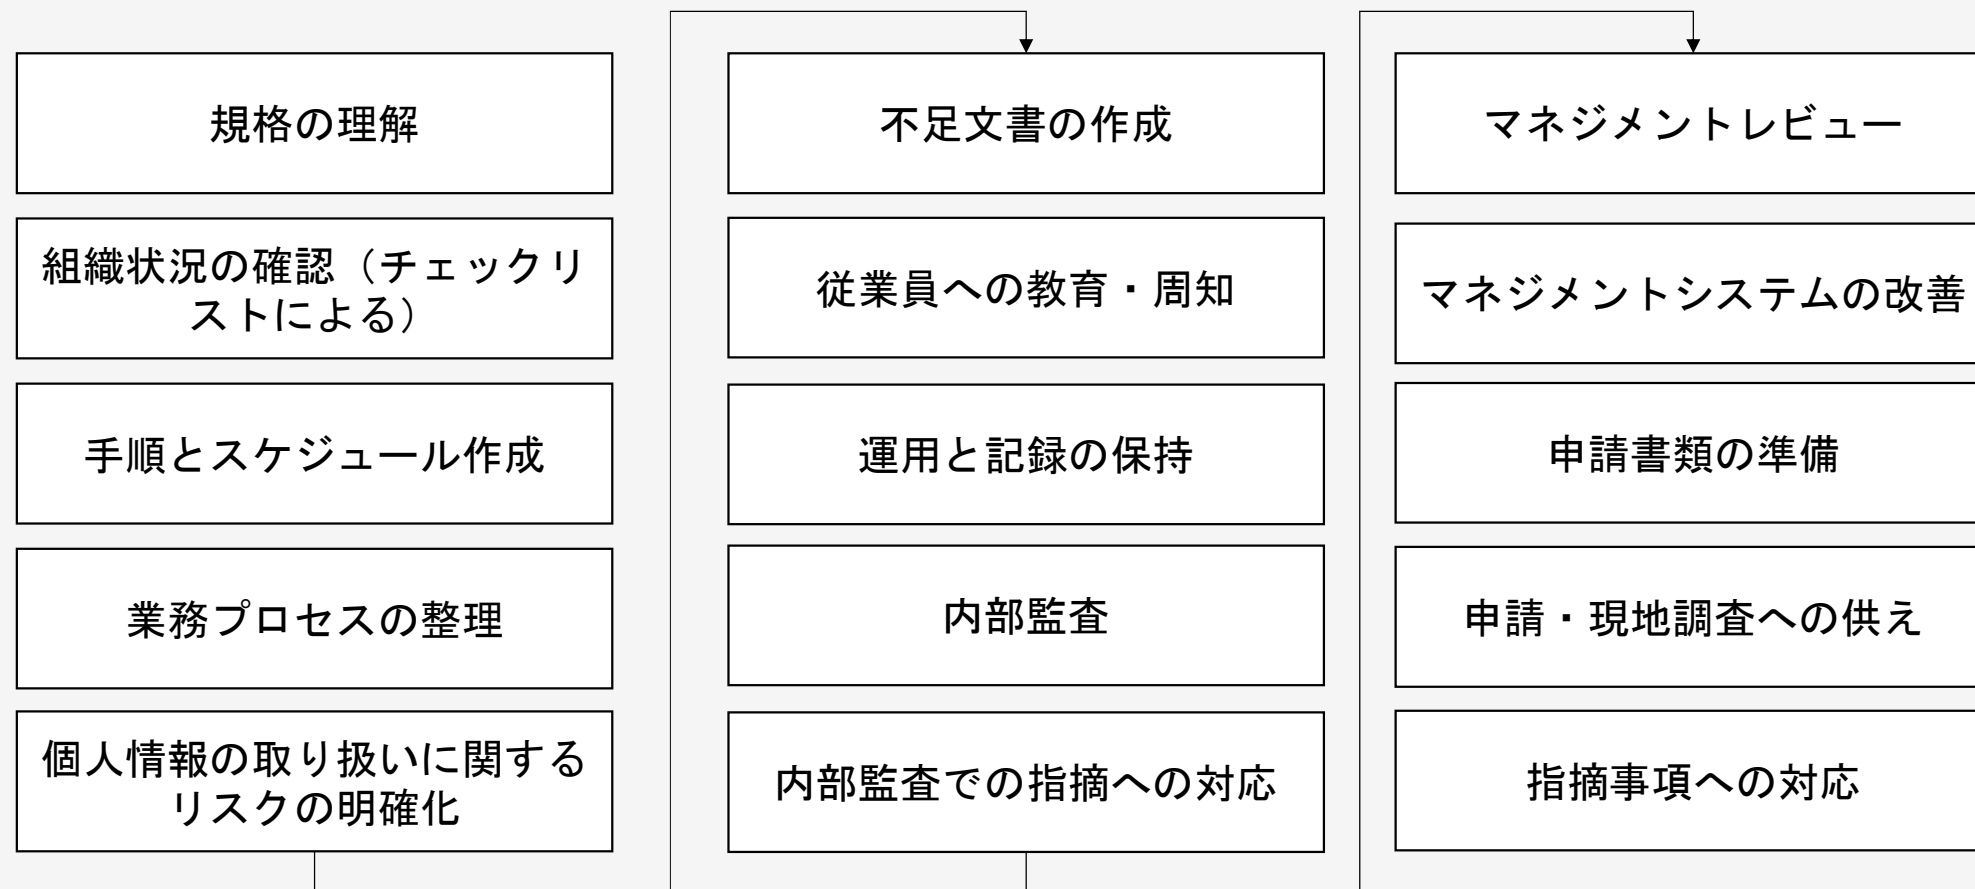 規格の理解
組織状況の確認（チェックリ
ストによる）
手順とスケジュール作成
業務プロセスの整理
個人情報の取り扱いに関する
リスクの明確化
不足文書の作成
従業員への教育・周知
運用と記録の保持
内部監査
内部監査での指摘への対応
マネジメントレビュー
マネジメントシステムの改善
申請書類の準備
申請・現地調査への供え
指摘事項への対応